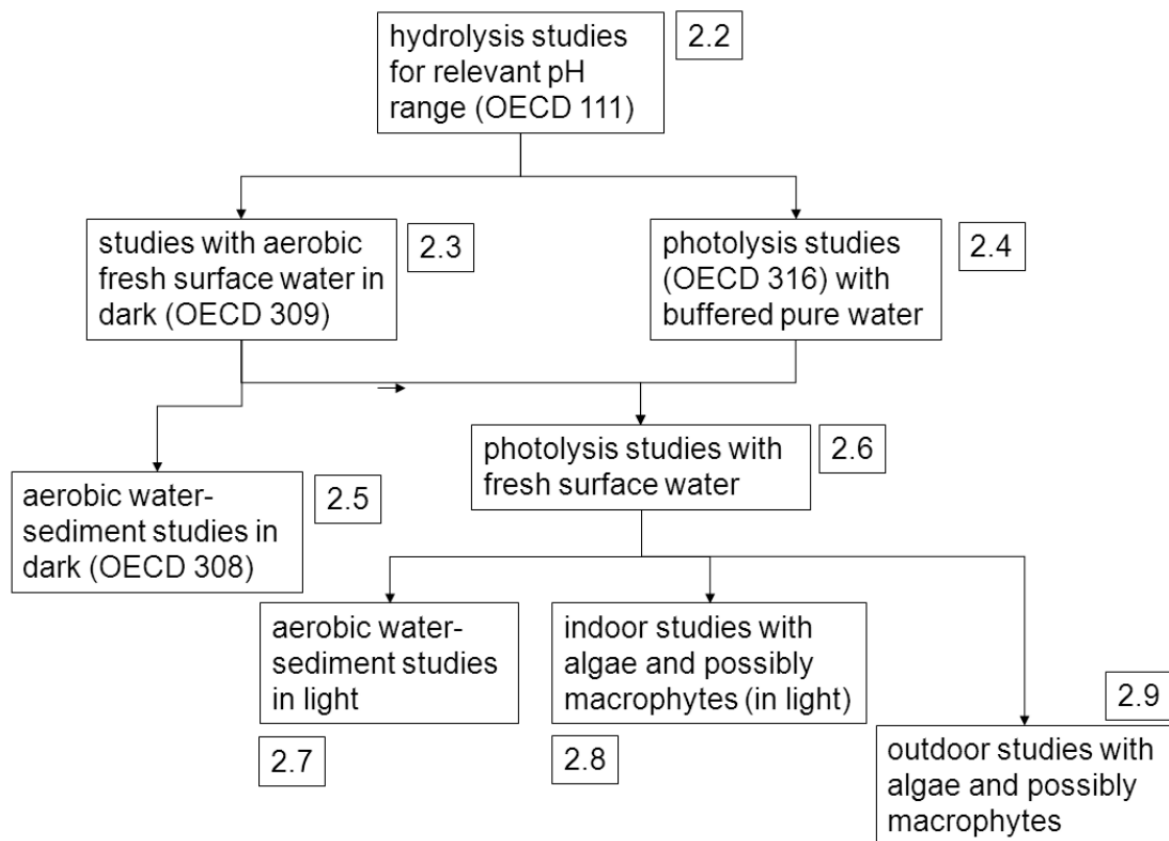 hydrolysis studies
for relevant pH
range (OECD 111)
2.2
studies with aerobic
fresh surface water in
dark (OECD 309)
2.3
photolysis studies
(OECD 316) with
buffered pure water
2.4
aerobic water-
sediment studies in
dark (OECD 308)
2.5
photolysis studies with
fresh surface water
2.6
aerobic water-
sediment studies
in light
2.7
indoor studies with
algae and possibly
macrophytes (in light)
2.8
outdoor studies with
algae and possibly
macrophytes
2.9